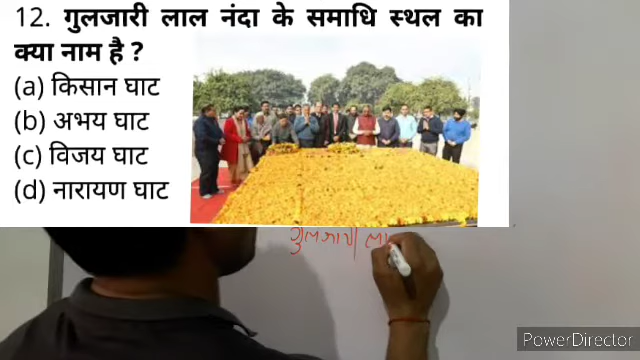 12. गुलजारी लाल नंदा के समाधि स्थल का
क्या नाम है ?
(a) किसान घाट
(b) अभय घाट
(c) विजय घाट
(d) नारायण घाट
गुलजारी ला
PowerDirector